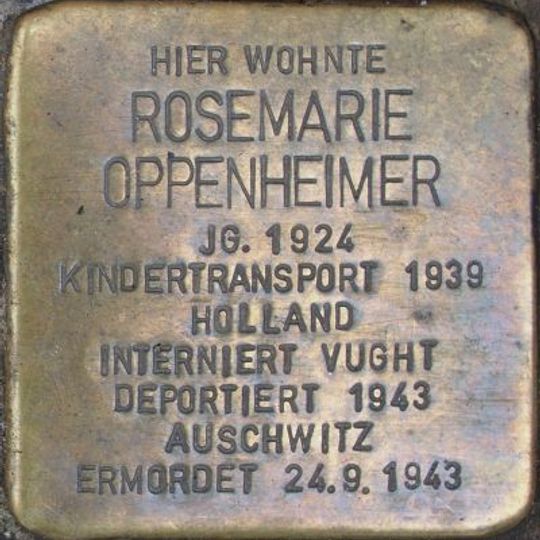 HIER WOHNTE
ROSEMARIE
OPPENHEIMER
JG. 1924
KINDERTRANSPORT 1939
HOLLAND
INTERNIERT VUGHT
DEPORTIERT 1943
AUSCHWITZ
ERMORDET 24.9.1943